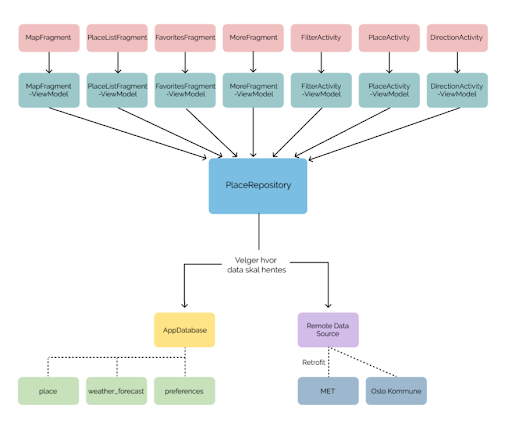 MapFragment
PlaceListFragment
FavoritesFragment
MoreFragment
FilterActivity
PlaceActivity
DirectionActivity
MapFragment
-ViewModel
PlaceListFragment
-ViewModel
FavoritesFragment
-ViewModel
MoreFragment
-ViewModel
FilterActivity
-ViewModel
PlaceActivity
-ViewModel
DirectionActivity
-ViewModel
PlaceRepository
Velger hvor
data skal hentes
AppDatabase
Remote Data
Source
Retrofit
place
weather_forecast
preferences
MET
Oslo Kommune